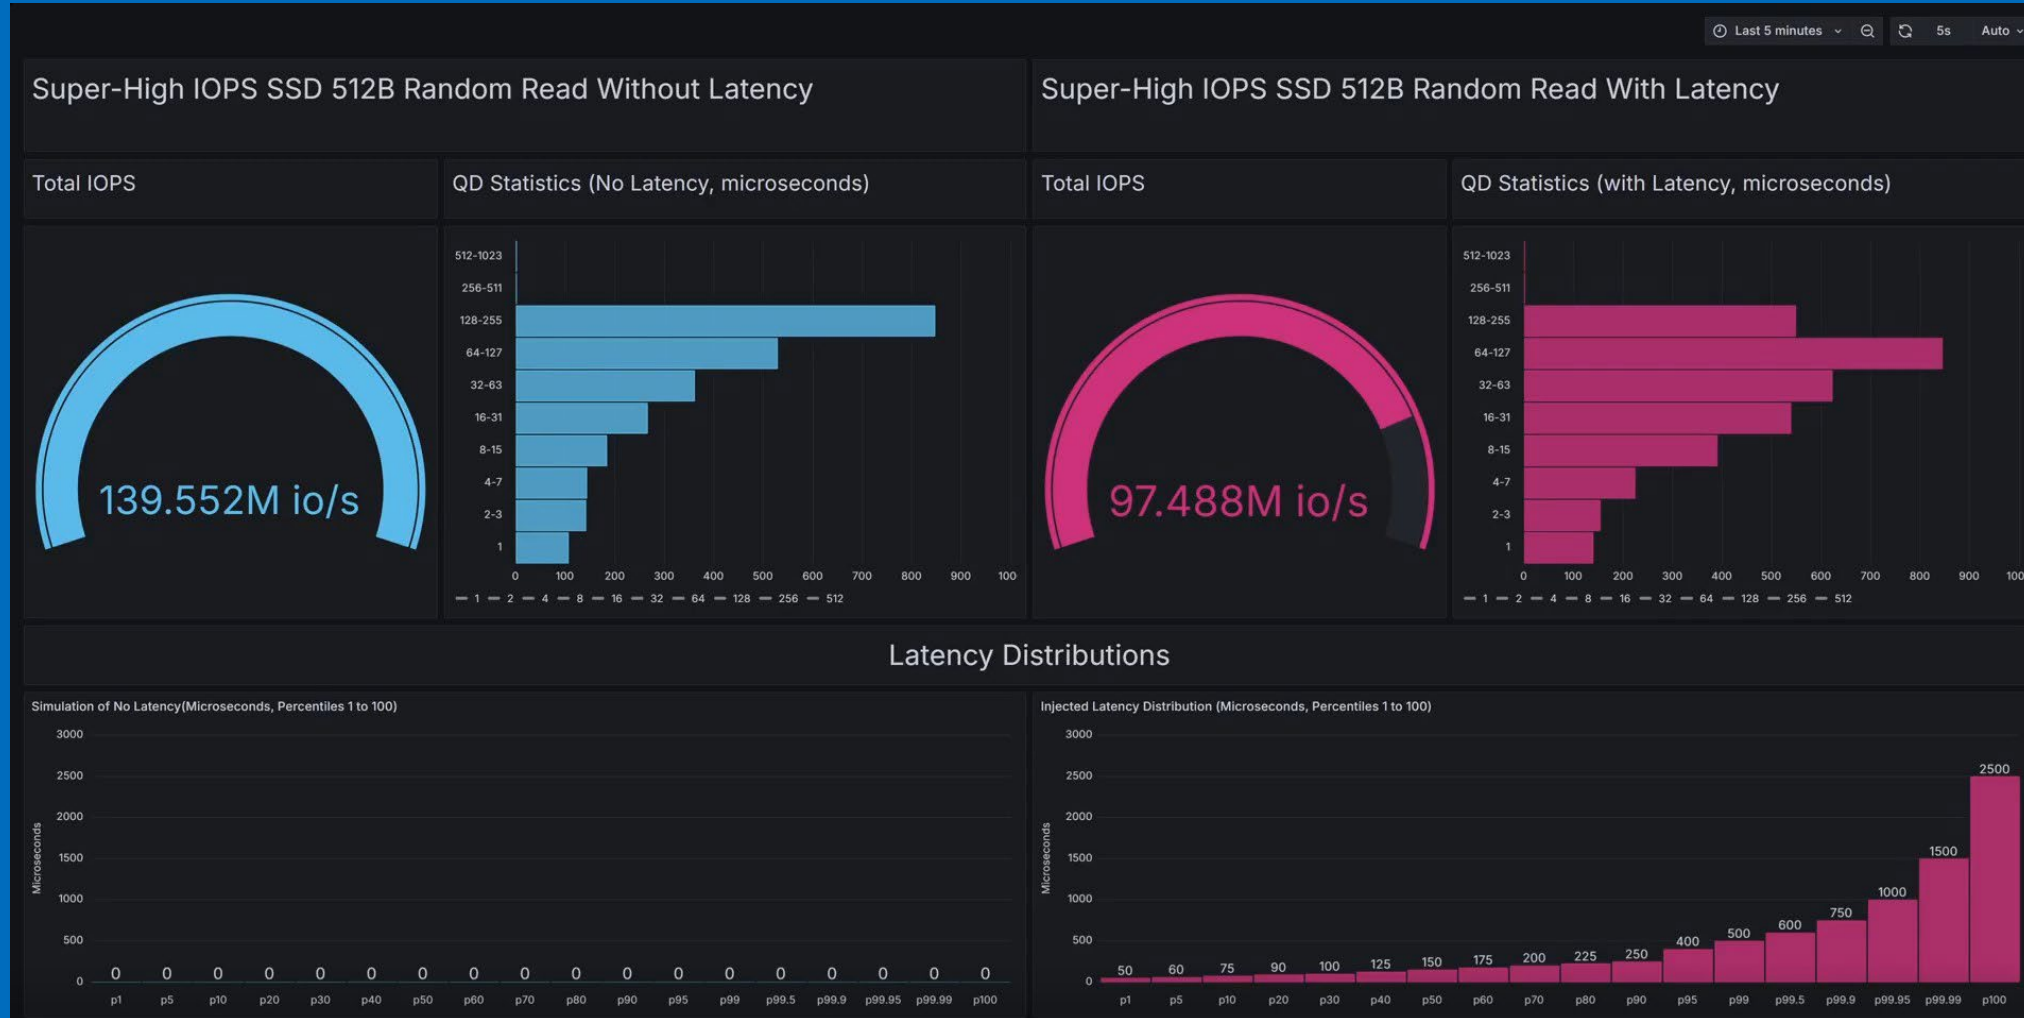 Last 5 minutes 5s Auto
Super-High IOPS SSD 512B Random Read Without Latency
Super-High IOPS SSD 512B Random Read With Latency
Total IOPS
QD Statistics (No Latency, microseconds)
Total IOPS
QD Statistics (with Latency, microseconds)
139.552M io/s
512-1023
256-511
128-255
64-127
32-63
16-31
8-15
4-7
2-3
1
0 100 200 300 400 500 600 700 800 900 100
1 2 4 8 16 32 64 128 256 512
97.488M io/s
512-1023
256-511
128-255
64-127
32-63
16-31
8-15
4-7
2-3
1
0 100 200 300 400 500 600 700 800 900 100
1 2 4 8 16 32 64 128 256 512
Latency Distributions
Simulation of No Latency(Microseconds, Percentiles 1 to 100)
Microseconds
3000
2500
2000
1500
1000
500
0
0 0 0 0 0 0 0 0 0 0 0 0 0 0 0 0 0 0
p1 p5 p10 p20 p30 p40 p50 p60 p70 p80 p90 p95 p99 p99.5 p99.9 p99.95 p99.99 p100
Injected Latency Distribution (Microseconds, Percentiles 1 to 100)
Microseconds
3000
2500
2000
1500
1000
500
0
50 60 75 90 100 125 150 175 200 225 250 400 500 600 750 1000 1500 2500
p1 p5 p10 p20 p30 p40 p50 p60 p70 p80 p90 p95 p99 p99.5 p99.9 p99.95 p99.99 p100